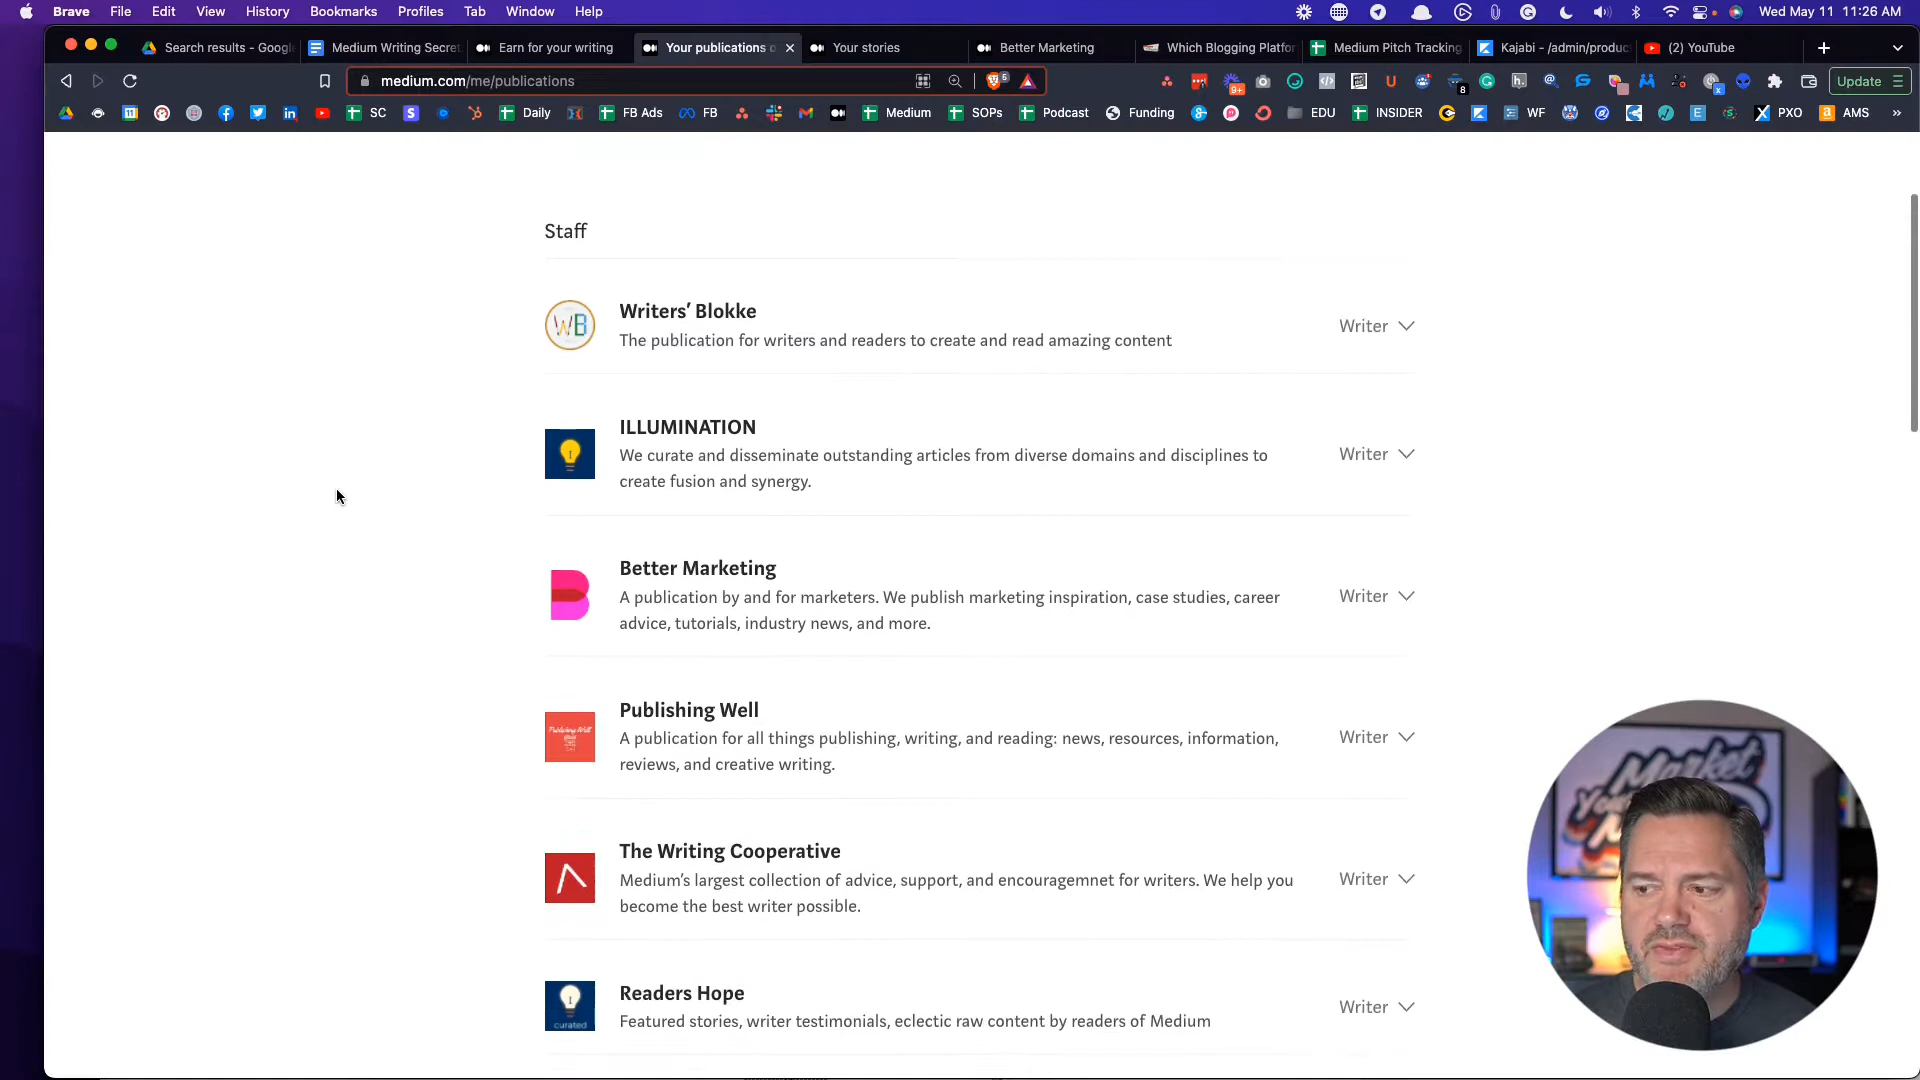 Brave File Edit View History Bookmarks Profiles Tab Window Help Wed May 11 11:26 AM
Search results - Googl Medium Writing Secret Earn for your writing Your publications Your stories Better Marketing Which Blogging Platfo Medium Pitch Tracking Kajabi - /admin/produc (2) YouTube
medium.com/me/publications Update
SC Daily FB Ads FB Medium SOPs Podcast Funding EDU INSIDER WF PXO AMS »
Staff
Writers' Blokke
The publication for writers and readers to create and read amazing content
Writer
ILLUMINATION
We curate and disseminate outstanding articles from diverse domains and disciplines to
create fusion and synergy.
Writer
Better Marketing
A publication by and for marketers. We publish marketing inspiration, case studies, career
advice, tutorials, industry news, and more.
Writer
Publishing Well
A publication for all things publishing, writing, and reading: news, resources, information,
reviews, and creative writing.
Writer
The Writing Cooperative
Medium's largest collection of advice, support, and encouragemnet for writers. We help you
become the best writer possible.
Writer
Readers Hope
Featured stories, writer testimonials, eclectic raw content by readers of Medium
Writer
WB
curated
Market